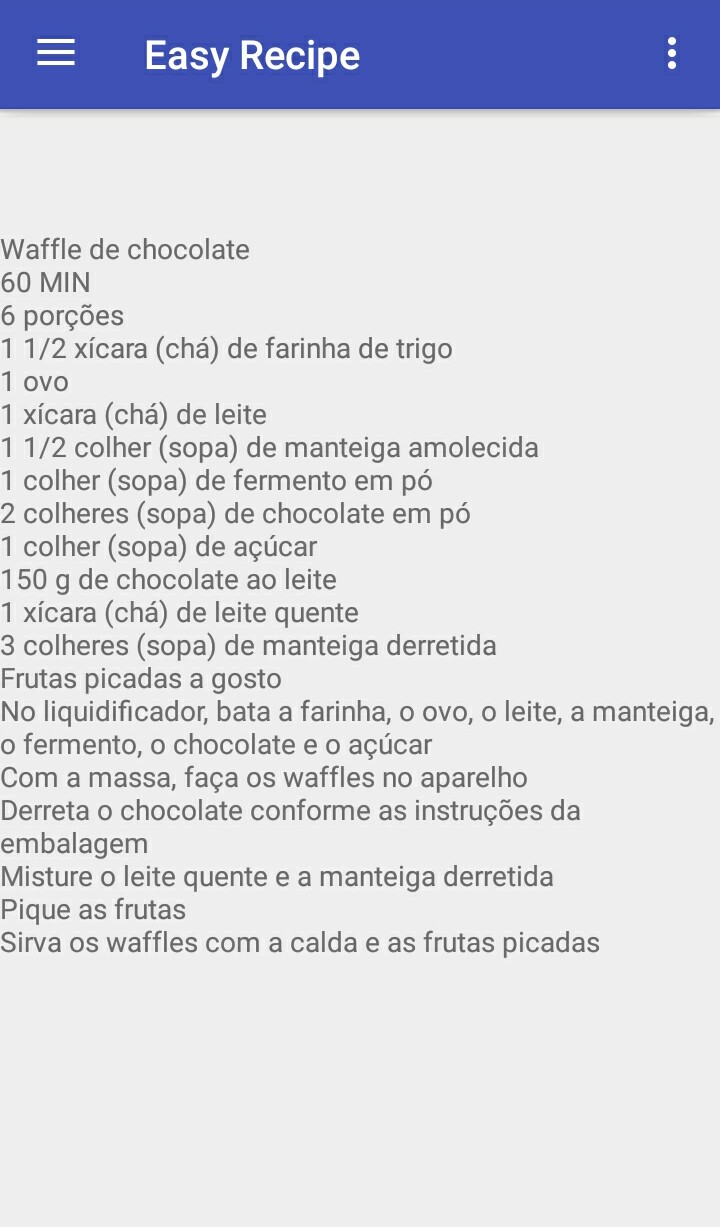 Easy Recipe
Waffle de chocolate
60 MIN
6 porções
1 1/2 xícara (chá) de farinha de trigo
1 ovo
1 xícara (chá) de leite
1 1/2 colher (sopa) de manteiga amolecida
1 colher (sopa) de fermento em pó
2 colheres (sopa) de chocolate em pó
1 colher (sopa) de açúcar
150 g de chocolate ao leite
1 xícara (chá) de leite quente
3 colheres (sopa) de manteiga derretida
Frutas picadas a gosto
No liquidificador, bata a farinha, o ovo, o leite, a manteiga,
o fermento, o chocolate e o açúcar
Com a massa, faça os waffles no aparelho
Derreta o chocolate conforme as instruções da
embalagem
Misture o leite quente e a manteiga derretida
Pique as frutas
Sirva os waffles com a calda e as frutas picadas